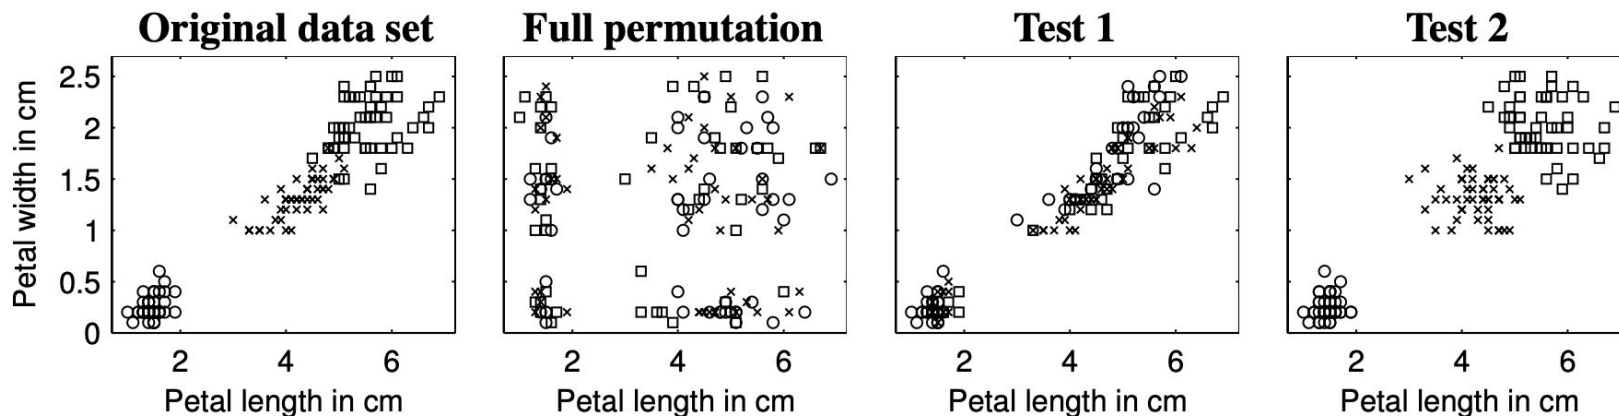 Original data set
Full permutation
Test 1
Test 2
Petal width in cm
2.5
2
1.5
1
0.5
0
2 4 6
2 4 6
2 4 6
2 4 6
Petal length in cm
Petal length in cm
Petal length in cm
Petal length in cm